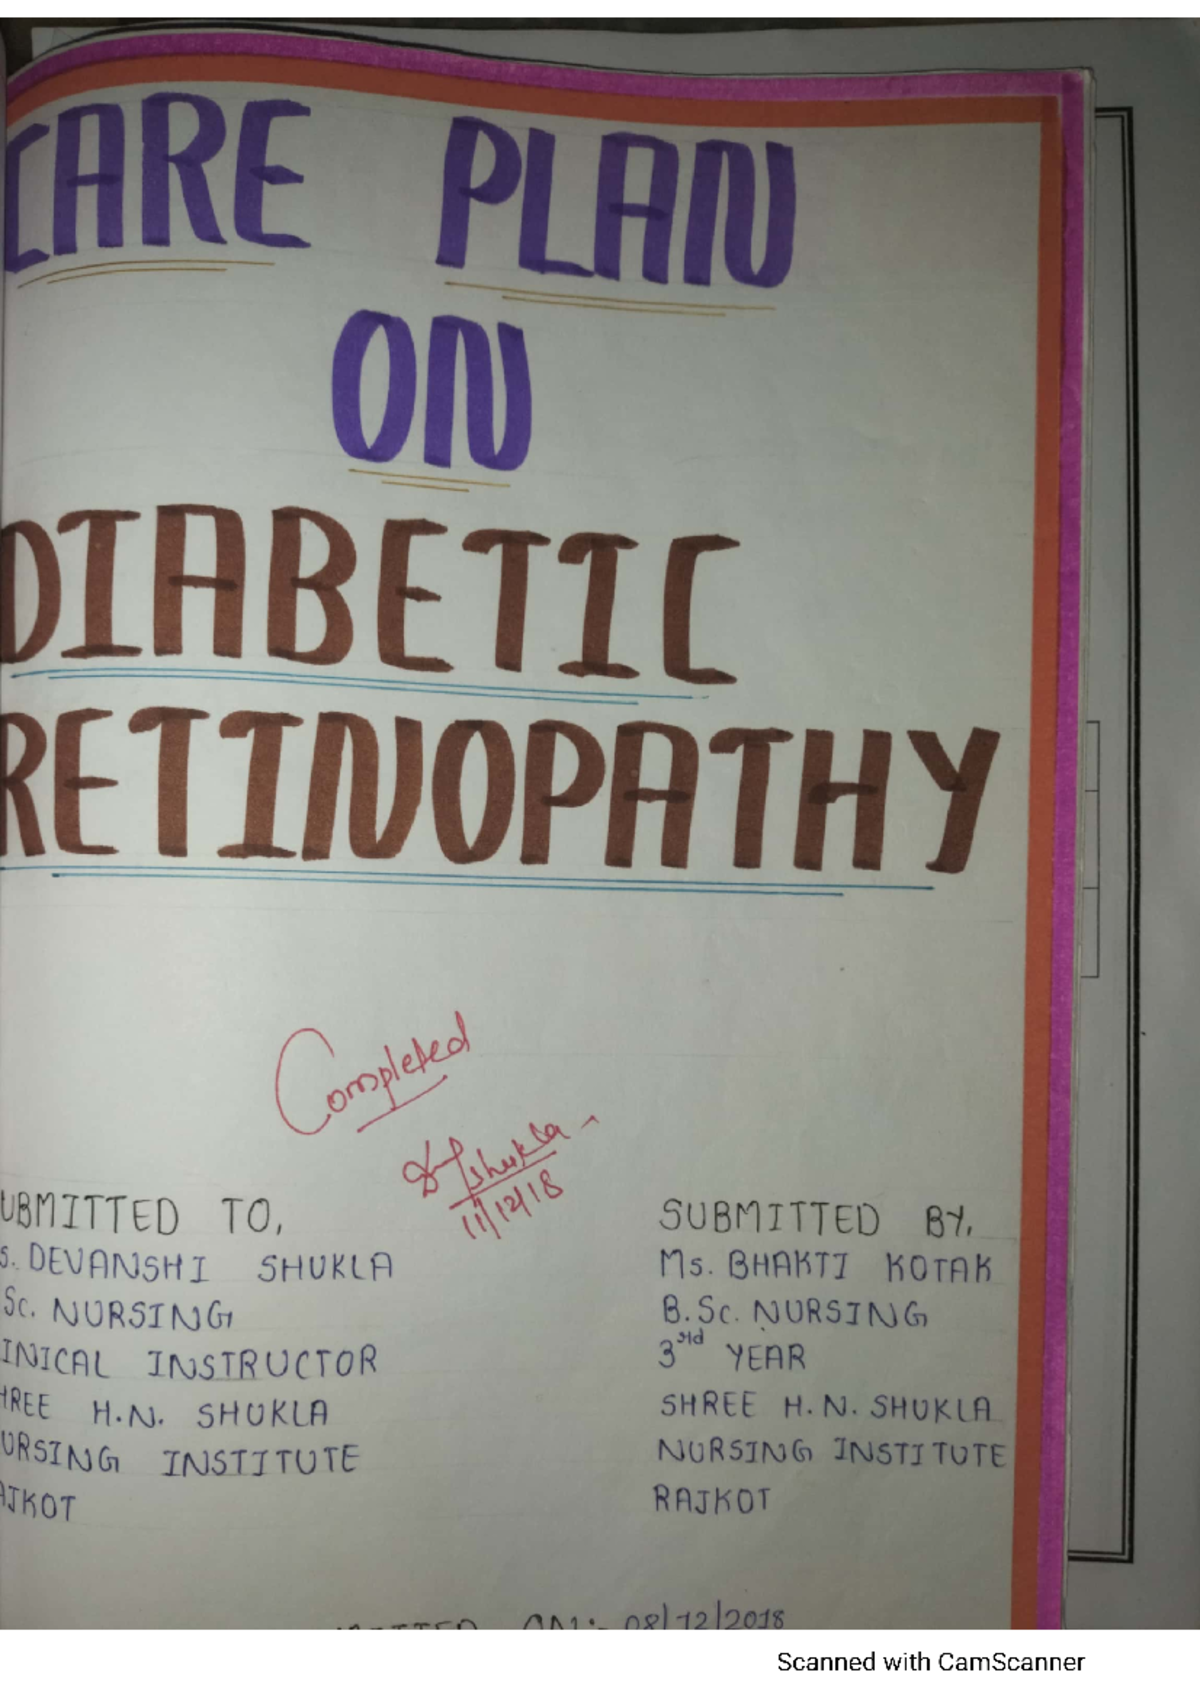 CARE PLAN
ON
DIABETIC
RETINOPATHY
Completed
Shukla
11/12/18
UBMITTED TO,
s. DEVANSHI SHUKLA
Sc. NURSING
INICAL INSTRUCTOR
HREE H.N. SHUKLA
URSING INSTITUTE
AJKOT
SUBMITTED BY,
Ms. BHAKTI KOTAK
B.Sc. NURSING
3rd YEAR
SHREE H.N. SHUKLA
NURSING INSTITUTE
RAJKOT
ON:- 08/12/2018
Scanned with CamScanner